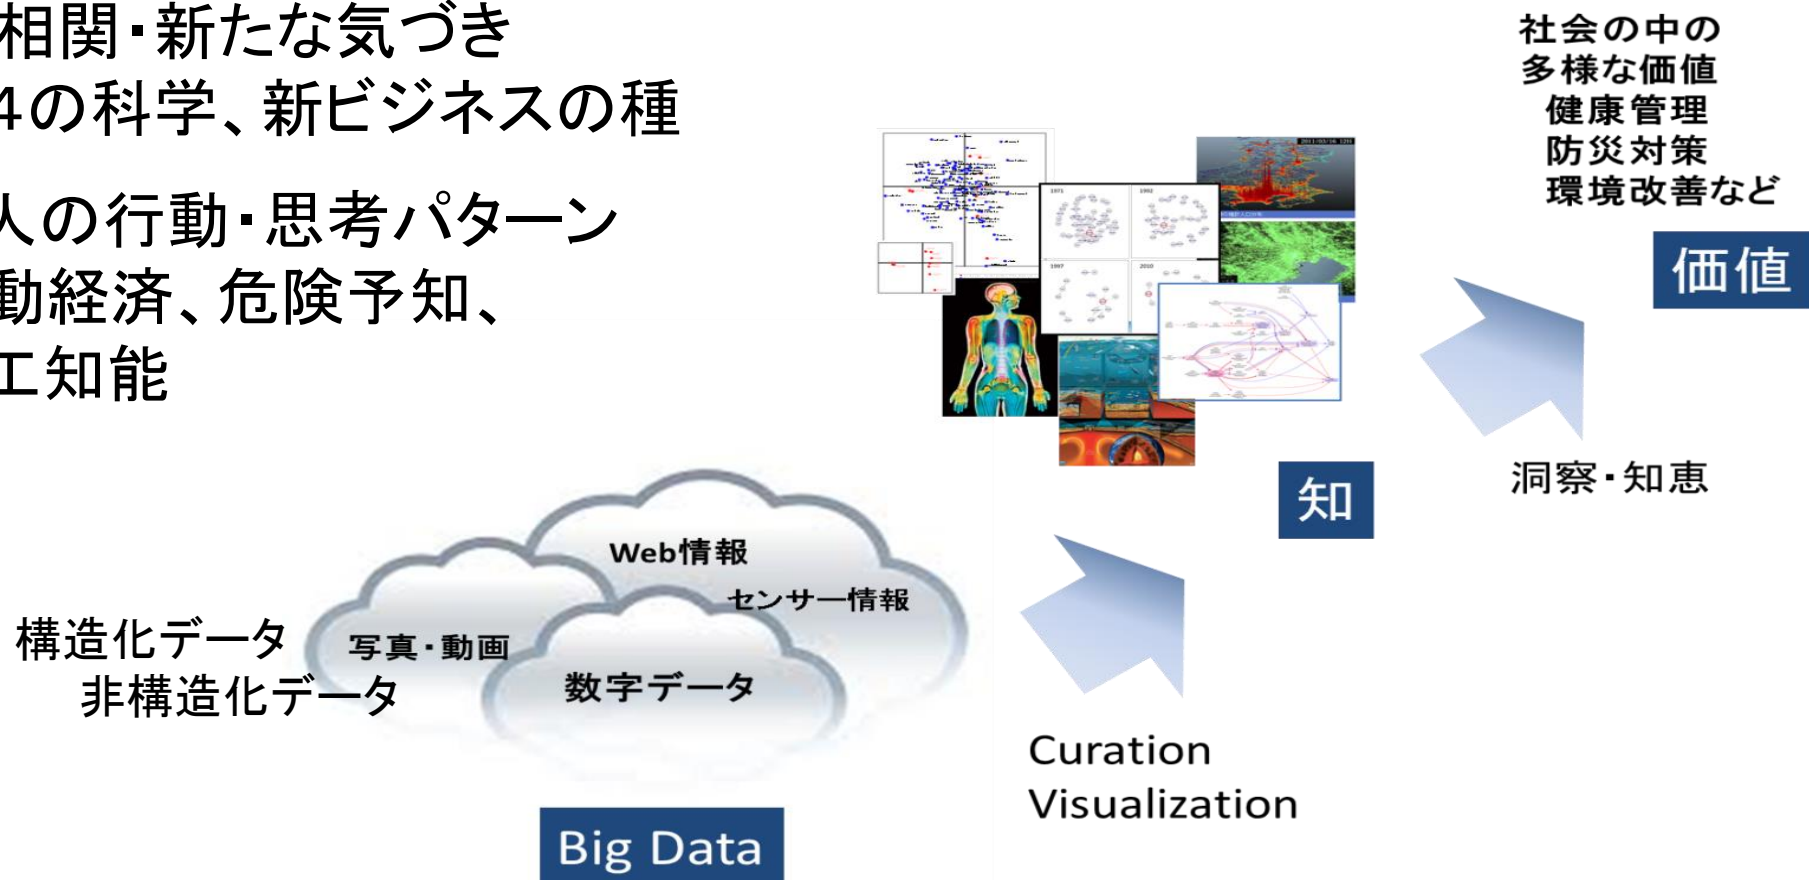 相関・新たな気づき
4の科学、新ビジネスの種
人の行動・思考パターン
動経済、危険予知、
工知能
社会の中の
多様な価値
健康管理
防災対策
環境改善など
価値
1971
1992
1987
2010
洞察・知恵
知
Web情報
センサー情報
構造化データ
写真・動画
非構造化データ
数字データ
Curation
Visualization
Big Data